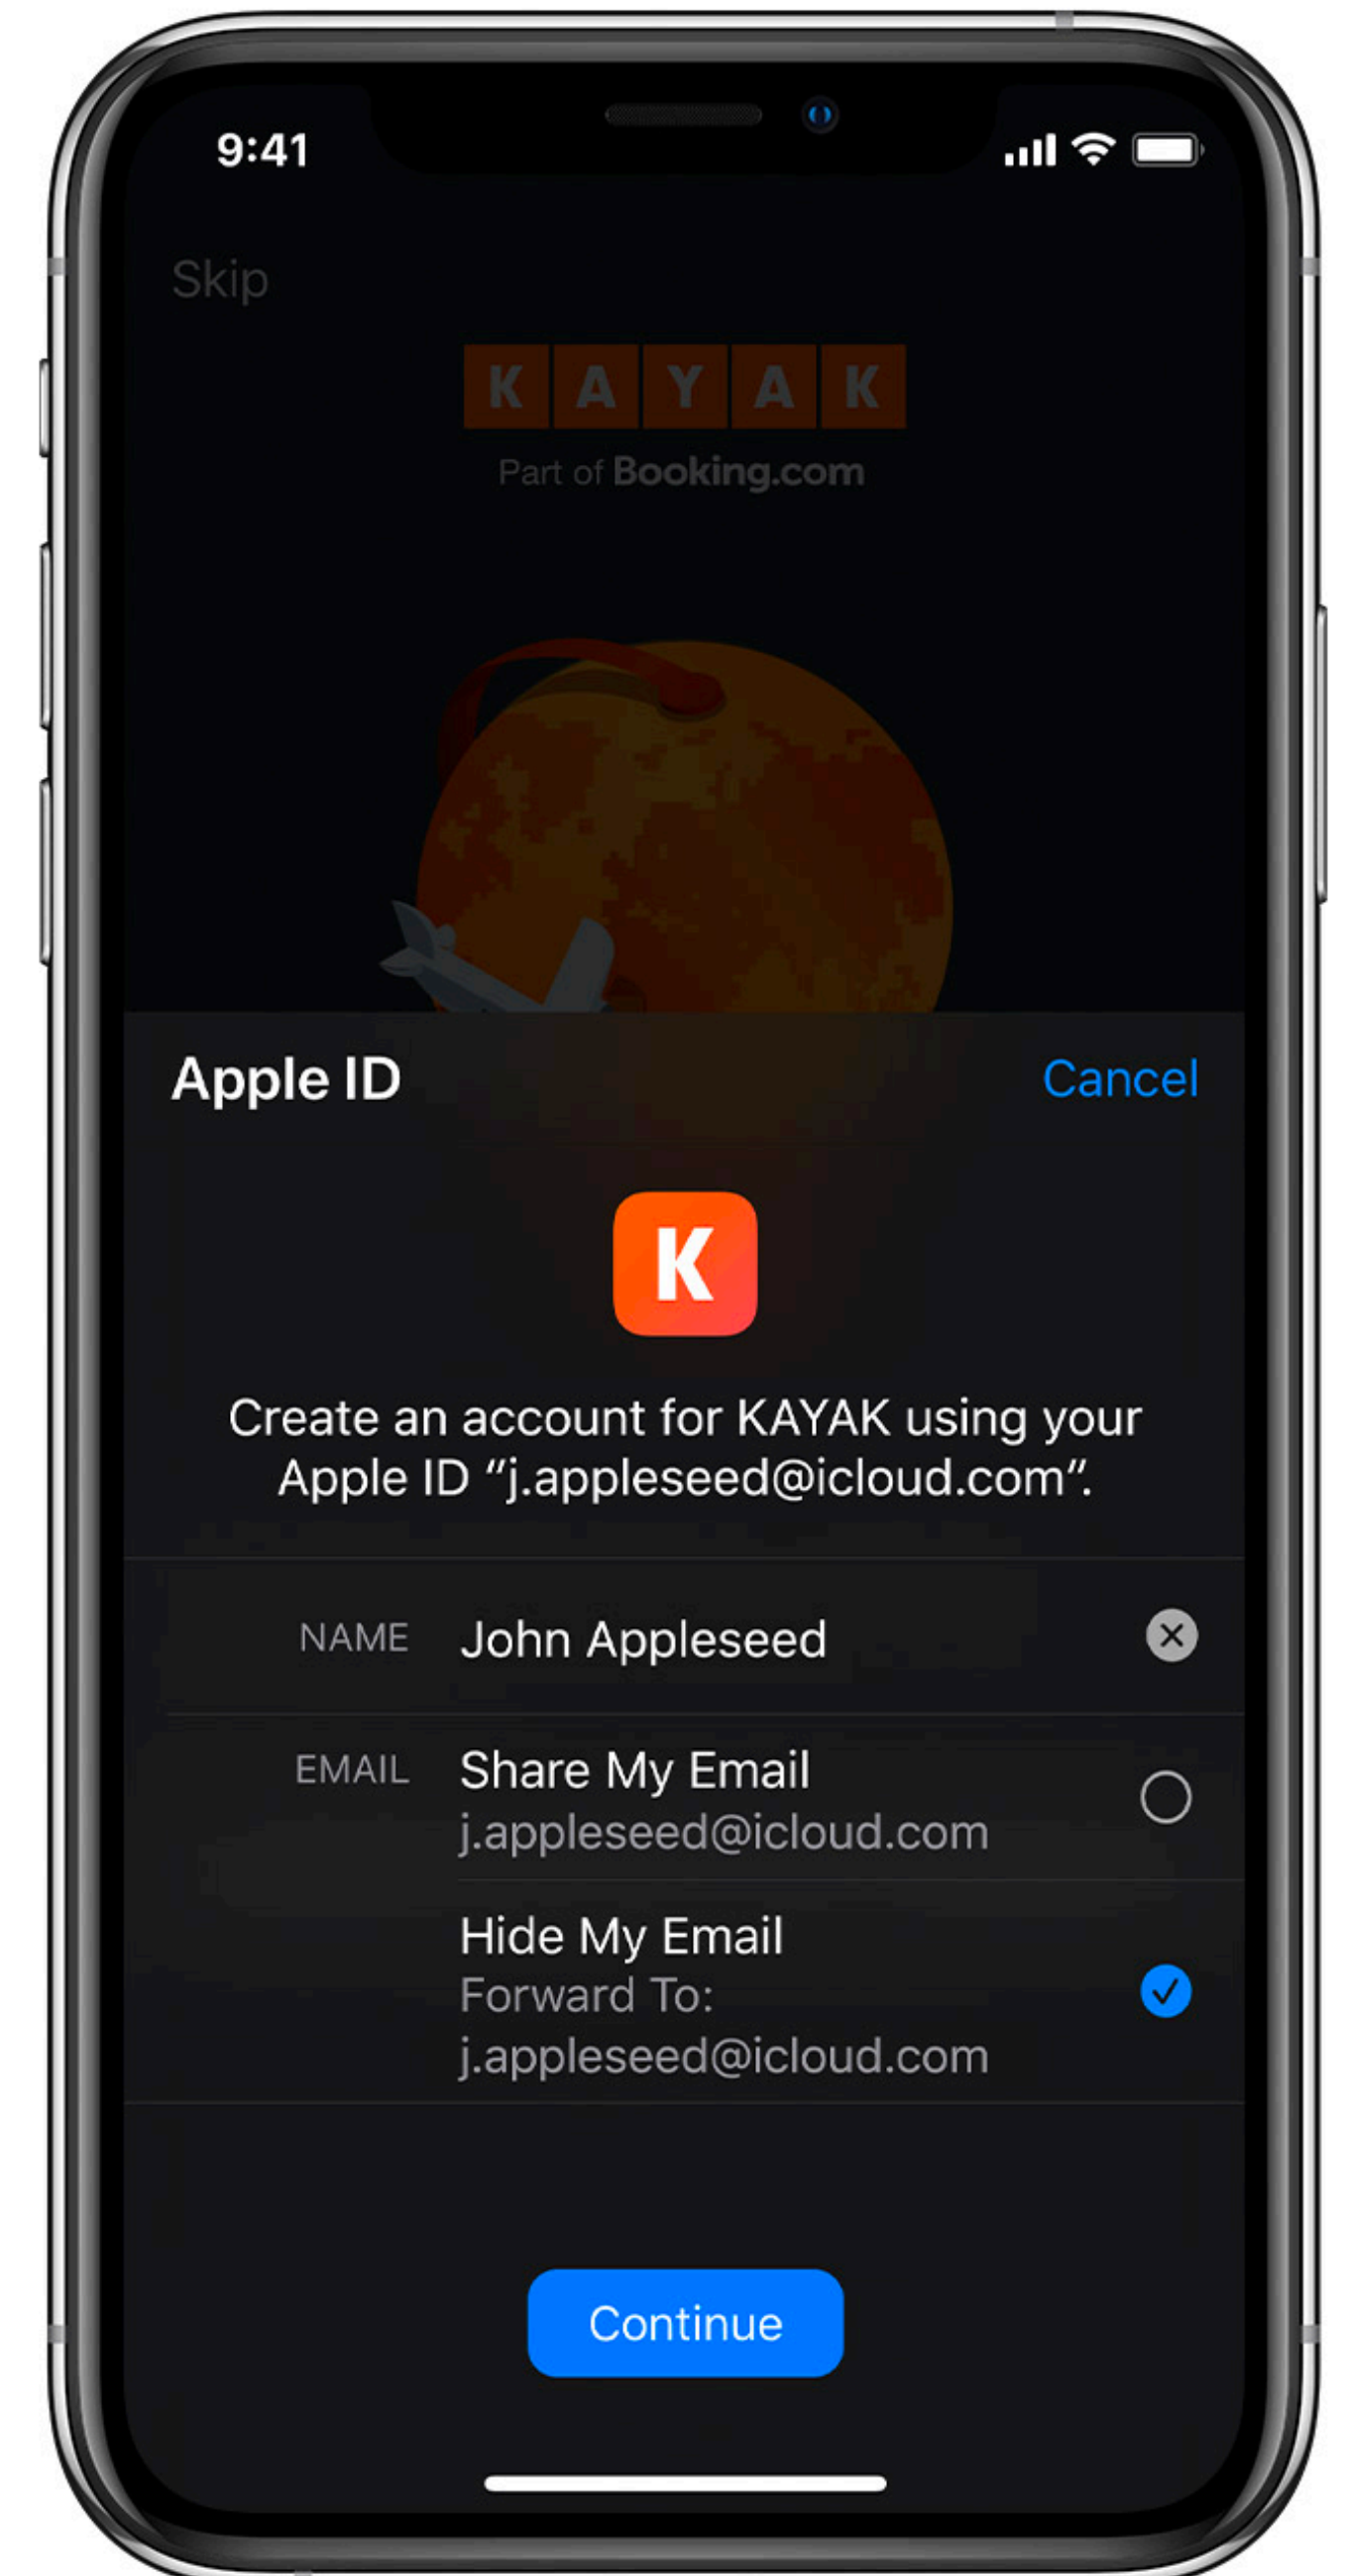 9:41
Skip
KAYAK
Part of Booking.com
Apple ID
Cancel
K
Create an account for KAYAK using your
Apple ID “j.appleseed@icloud.com”.
NAME
John Appleseed
EMAIL
Share My Email
j.appleseed@icloud.com
Hide My Email
Forward To:
j.appleseed@icloud.com
Continue